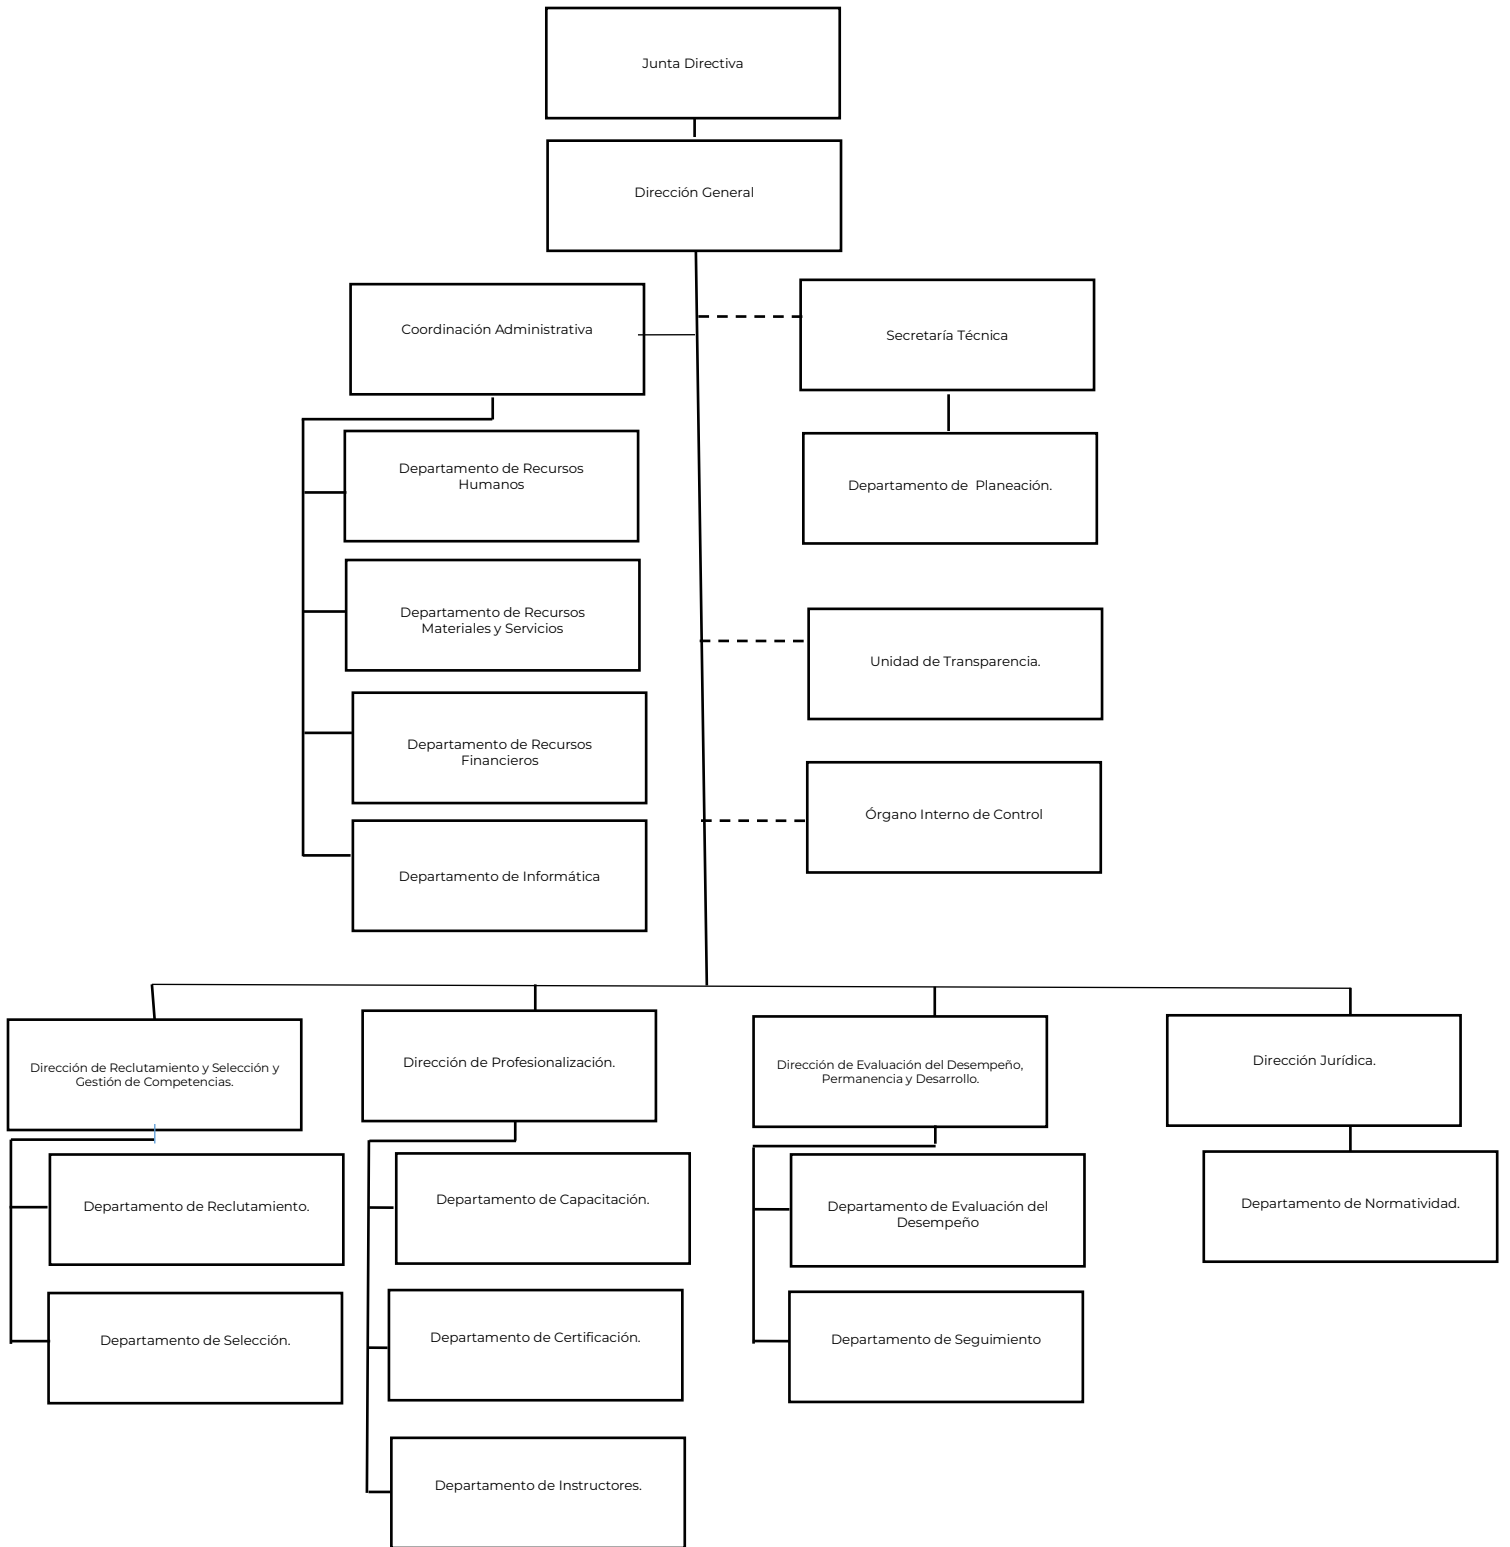 Junta Directiva
Dirección General
Coordinación Administrativa
Secretaría Técnica
Departamento de Recursos
Humanos
Departamento de  Planeación.
Departamento de Recursos
Materiales y Servicios
Unidad de Transparencia.
Departamento de Recursos
Financieros
Órgano Interno de Control
Departamento de Informática
Dirección de Reclutamiento y Selección y
Gestión de Competencias.
Dirección de Profesionalización.
Dirección de Evaluación del Desempeño,
Permanencia y Desarrollo.
Dirección Jurídica.
Departamento de Reclutamiento.
Departamento de Capacitación.
Departamento de Evaluación del
Desempeño
Departamento de Normatividad.
Departamento de Selección.
Departamento de Certificación.
Departamento de Seguimiento
Departamento de Instructores.